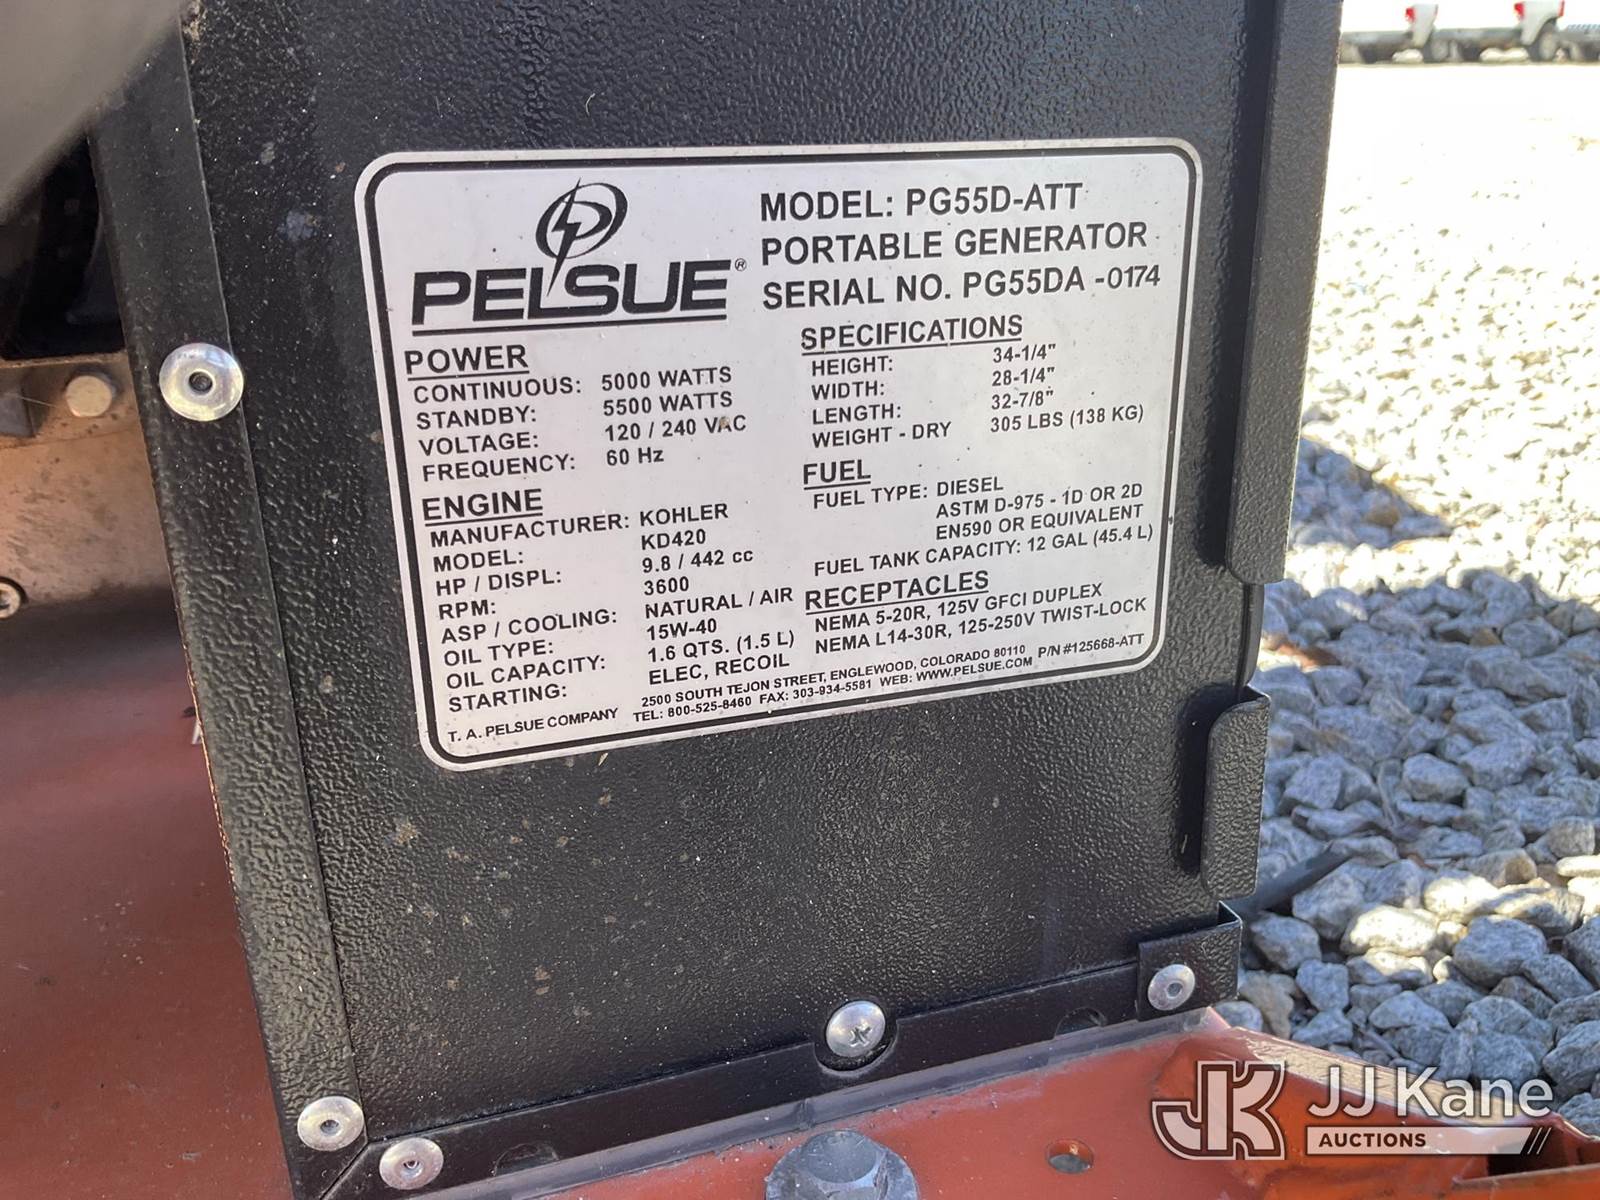 PELSUE®
MODEL: PG55D-ATT
PORTABLE GENERATOR
SERIAL NO. PG55DA -0174
POWER
CONTINUOUS: 5000 WATTS
STANDBY: 5500 WATTS
VOLTAGE: 120 / 240 VAC
FREQUENCY: 60 Hz
ENGINE
MANUFACTURER: KOHLER
MODEL: KD420
HP / DISPL: 9.8 / 442 cc
RPM: 3600
ASP / COOLING: NATURAL / AIR
OIL TYPE: 15W-40
OIL CAPACITY: 1.6 QTS. (1.5 L)
STARTING: ELEC, RECOIL
SPECIFICATIONS
HEIGHT: 34-1/4"
WIDTH: 28-1/4"
LENGTH: 32-7/8"
WEIGHT - DRY 305 LBS (138 KG)
FUEL
FUEL TYPE: DIESEL
ASTM D-975 - 1D OR 2D
EN590 OR EQUIVALENT
FUEL TANK CAPACITY: 12 GAL (45.4 L)
RECEPTACLES
NEMA 5-20R, 125V GFCI DUPLEX
NEMA L14-30R, 125-250V TWIST-LOCK
T. A. PELSUE COMPANY
2500 SOUTH TEJON STREET, ENGLEWOOD, COLORADO 80110
TEL: 800-525-8460 FAX: 303-934-5581 WEB: WWW.PELSUE.COM
P/N #125668-ATT
JK JJ Kane
AUCTIONS